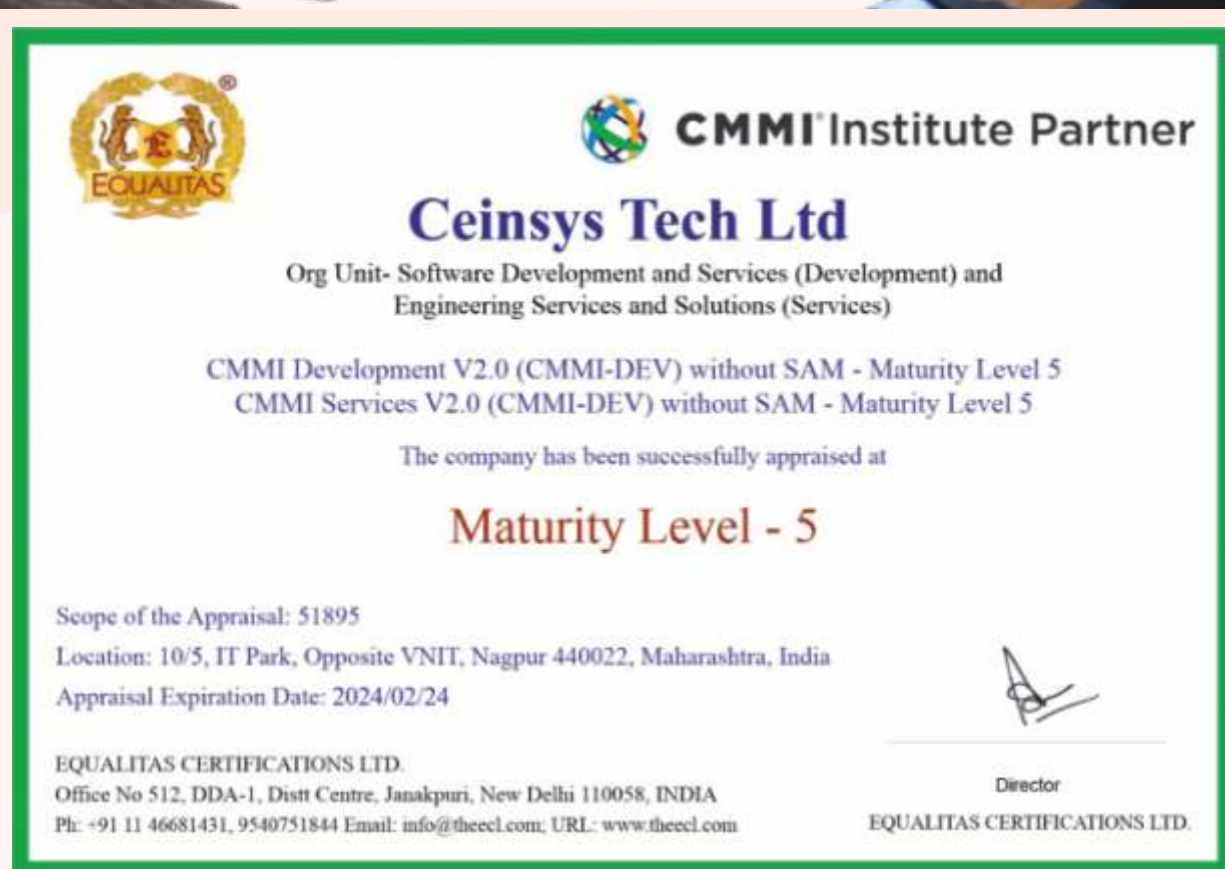 ®
E
EQUALITAS
CMMI® Institute Partner
Ceinsys Tech Ltd
Org Unit- Software Development and Services (Development) and
Engineering Services and Solutions (Services)
CMMI Development V2.0 (CMMI-DEV) without SAM - Maturity Level 5
CMMI Services V2.0 (CMMI-DEV) without SAM - Maturity Level 5
The company has been successfully appraised at
Maturity Level - 5
Scope of the Appraisal: 51895
Location: 10/5, IT Park, Opposite VNIT, Nagpur 440022, Maharashtra, India
Appraisal Expiration Date: 2024/02/24
EQUALITAS CERTIFICATIONS LTD.
Office No 512, DDA-1, Distt Centre, Janakpuri, New Delhi 110058, INDIA
Ph: +91 11 46681431, 9540751844 Email: info@theecl.com; URL: www.theecl.com
Director
EQUALITAS CERTIFICATIONS LTD.